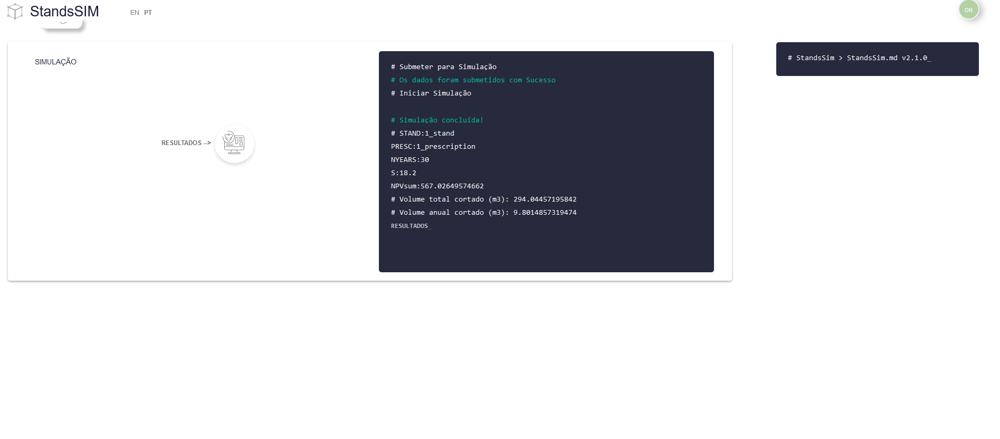 StandsSIM
EN PT
ON
SIMULAÇÃO
RESULTADOS -->
# Submeter para Simulação
# Os dados foram submetidos com Sucesso
# Iniciar Simulação
# Simulação concluída!
# STAND:1_stand
PRESC:1_prescription
NYEARS:30
S:18.2
NPVsum:567.02649574662
# Volume total cortado (m3): 294.04457195842
# Volume anual cortado (m3): 9.8014857319474
RESULTADOS_
# StandsSim > StandsSim.md v2.1.0_